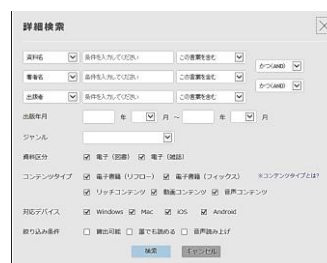 詳細検索
資料名 条件を入力してください この言葉を含む かつ(AND)
著者名 条件を入力してください この言葉を含む かつ(AND)
出版者 条件を入力してください この言葉を含む
出版年月 年 月 ~ 年 月
ジャンル
資料区分 電子(図書) 電子(雑誌)
コンテンツタイプ 電子書籍(リフロー) 電子書籍(フィックス) ※コンテンツタイプとは?
リッチコンテンツ 動画コンテンツ 音声コンテンツ
対応デバイス Windows Mac iOS Android
絞り込み条件 貸出可能 誰でも読める 音声読み上げ
検索 キャンセル